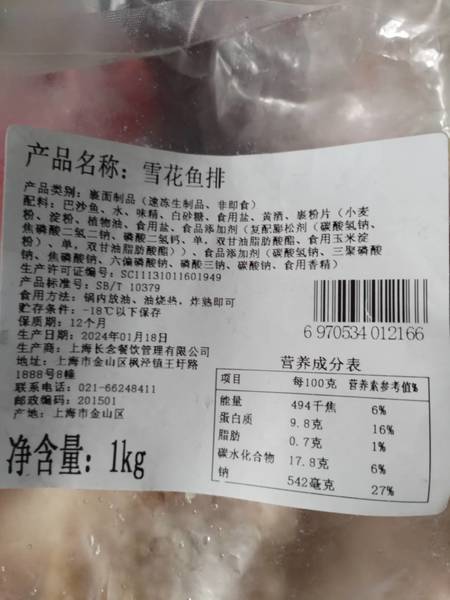 产品名称：雪花鱼排
产品类别：裹面制品（速冻生制品、非即食）
配料：巴沙鱼、水、味精、白砂糖、食用盐、黄酒、裹粉片（小麦
粉、淀粉、植物油、食用盐、食品添加剂（复配膨松剂（碳酸氢钠、
焦磷酸二氢二钠、磷酸二氢钙、单，双甘油脂肪酸酯、食用玉米淀
粉）、单，双甘油脂肪酸酯））、食品添加剂（碳酸氢钠、三聚磷酸
钠、焦磷酸钠、六偏磷酸钠、磷酸三钠、碳酸钠、食用香精）
生产许可证编号：SC11131011601949
产品标准号：SB/T 10379
食用方法：锅内放油、油烧热，炸熟即可
贮存条件：-18℃以下保存
保质期：12个月
生产日期：2024年01月18日
生产商：上海长念餐饮管理有限公司
地址：上海市金山区枫泾镇王圩路
1888号8幢
联系电话：021-66248411
邮政编码：201501
产地：上海市金山区
净含量：1kg
6 970534 012166
营养成分表
项目 每100克 营养素参考值%
能量 494千焦 6%
蛋白质 9.8克 16%
脂肪 0.7克 1%
碳水化合物 17.8克 6%
钠 542毫克 27%